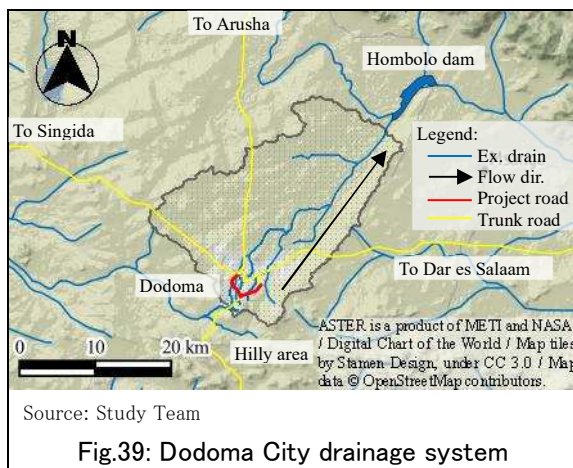 To Arusha
N
Hombolo dam
To Singida
Legend:
Ex. drain
Flow dir.
Project road
Trunk road
To Dar es Salaam
Dodoma
Hilly area
0 10 20 km
ASTER is a product of METI and NASA
/ Digital Chart of the World / Map tiles
by Stamen Design, under CC 3.0 / Map
data © OpenStreetMap contributors.
Source: Study Team
Fig.39: Dodoma City drainage system